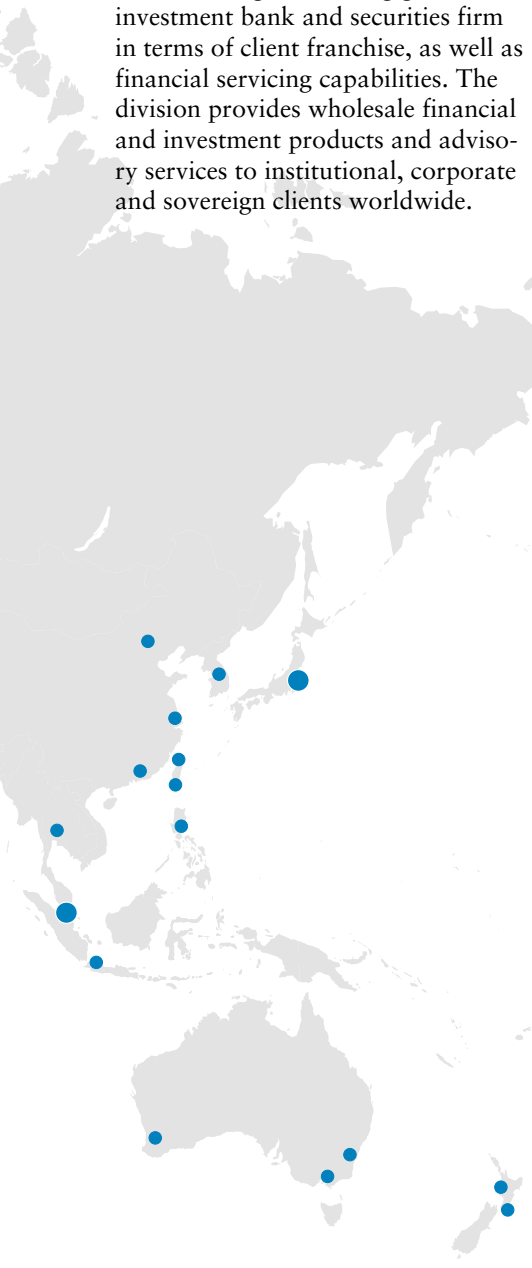 investment bank and securities firm
in terms of client franchise, as well as
financial servicing capabilities. The
division provides wholesale financial
and investment products and adviso-
ry services to institutional, corporate
and sovereign clients worldwide.